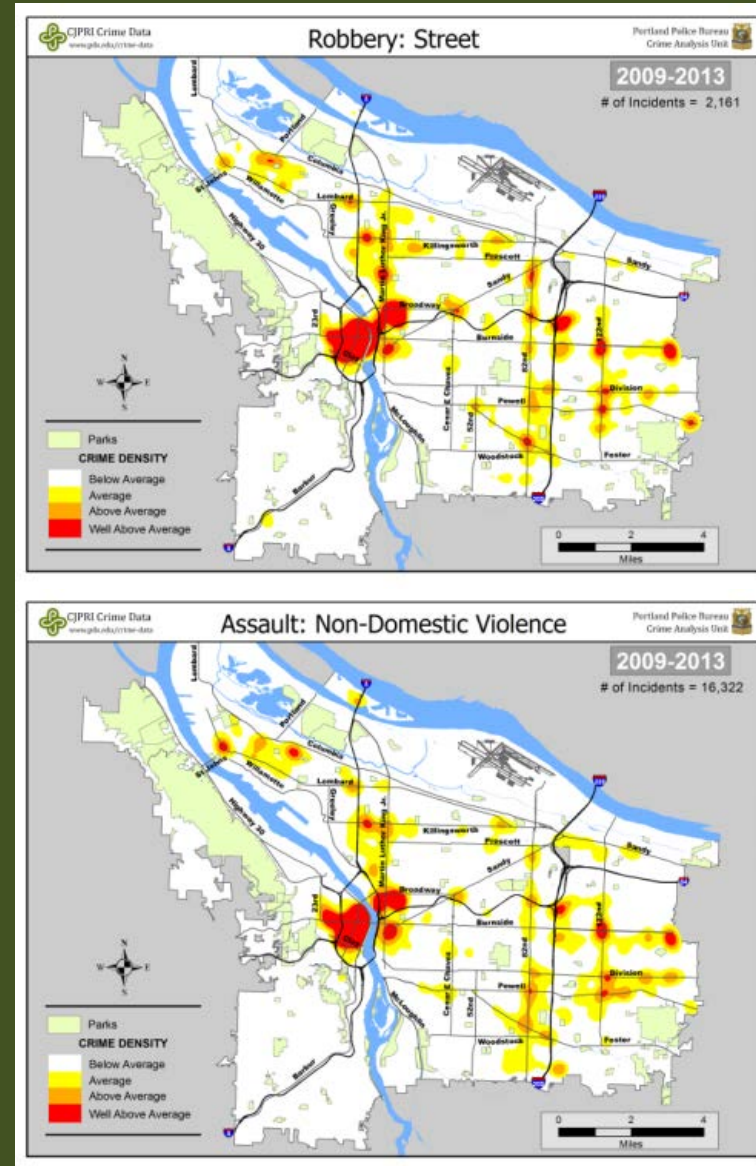 CJPRI Crime Data
www.pdx.edu/crime-data
Robbery: Street
Portland Police Bureau
Crime Analysis Unit
2009-2013
# of Incidents = 2,161
Lombard
Portland
Columbia
St. Johns
Willamette
Lombard
Greeley
Highway 30
Martin Luther King Jr.
Killingsworth
Prescott
Sandy
Sandy
23rd
Broadway
Burnside
82nd
122nd
Cesar E Chavez
Division
Powell
52nd
McLoughlin
Woodstock
Foster
Barbur
N
W E
S
Parks
CRIME DENSITY
Below Average
Average
Above Average
Well Above Average
0 2 4
Miles
CJPRI Crime Data
www.pdx.edu/crime-data
Assault: Non-Domestic Violence
Portland Police Bureau
Crime Analysis Unit
2009-2013
# of Incidents = 16,322
Lombard
Portland
Columbia
St. Johns
Willamette
Lombard
Greeley
Highway 30
Martin Luther King Jr.
Killingsworth
Prescott
Sandy
Sandy
23rd
Broadway
Burnside
82nd
122nd
Cesar E Chavez
Division
Powell
52nd
McLoughlin
Woodstock
Foster
Barbur
N
W E
S
Parks
CRIME DENSITY
Below Average
Average
Above Average
Well Above Average
0 2 4
Miles